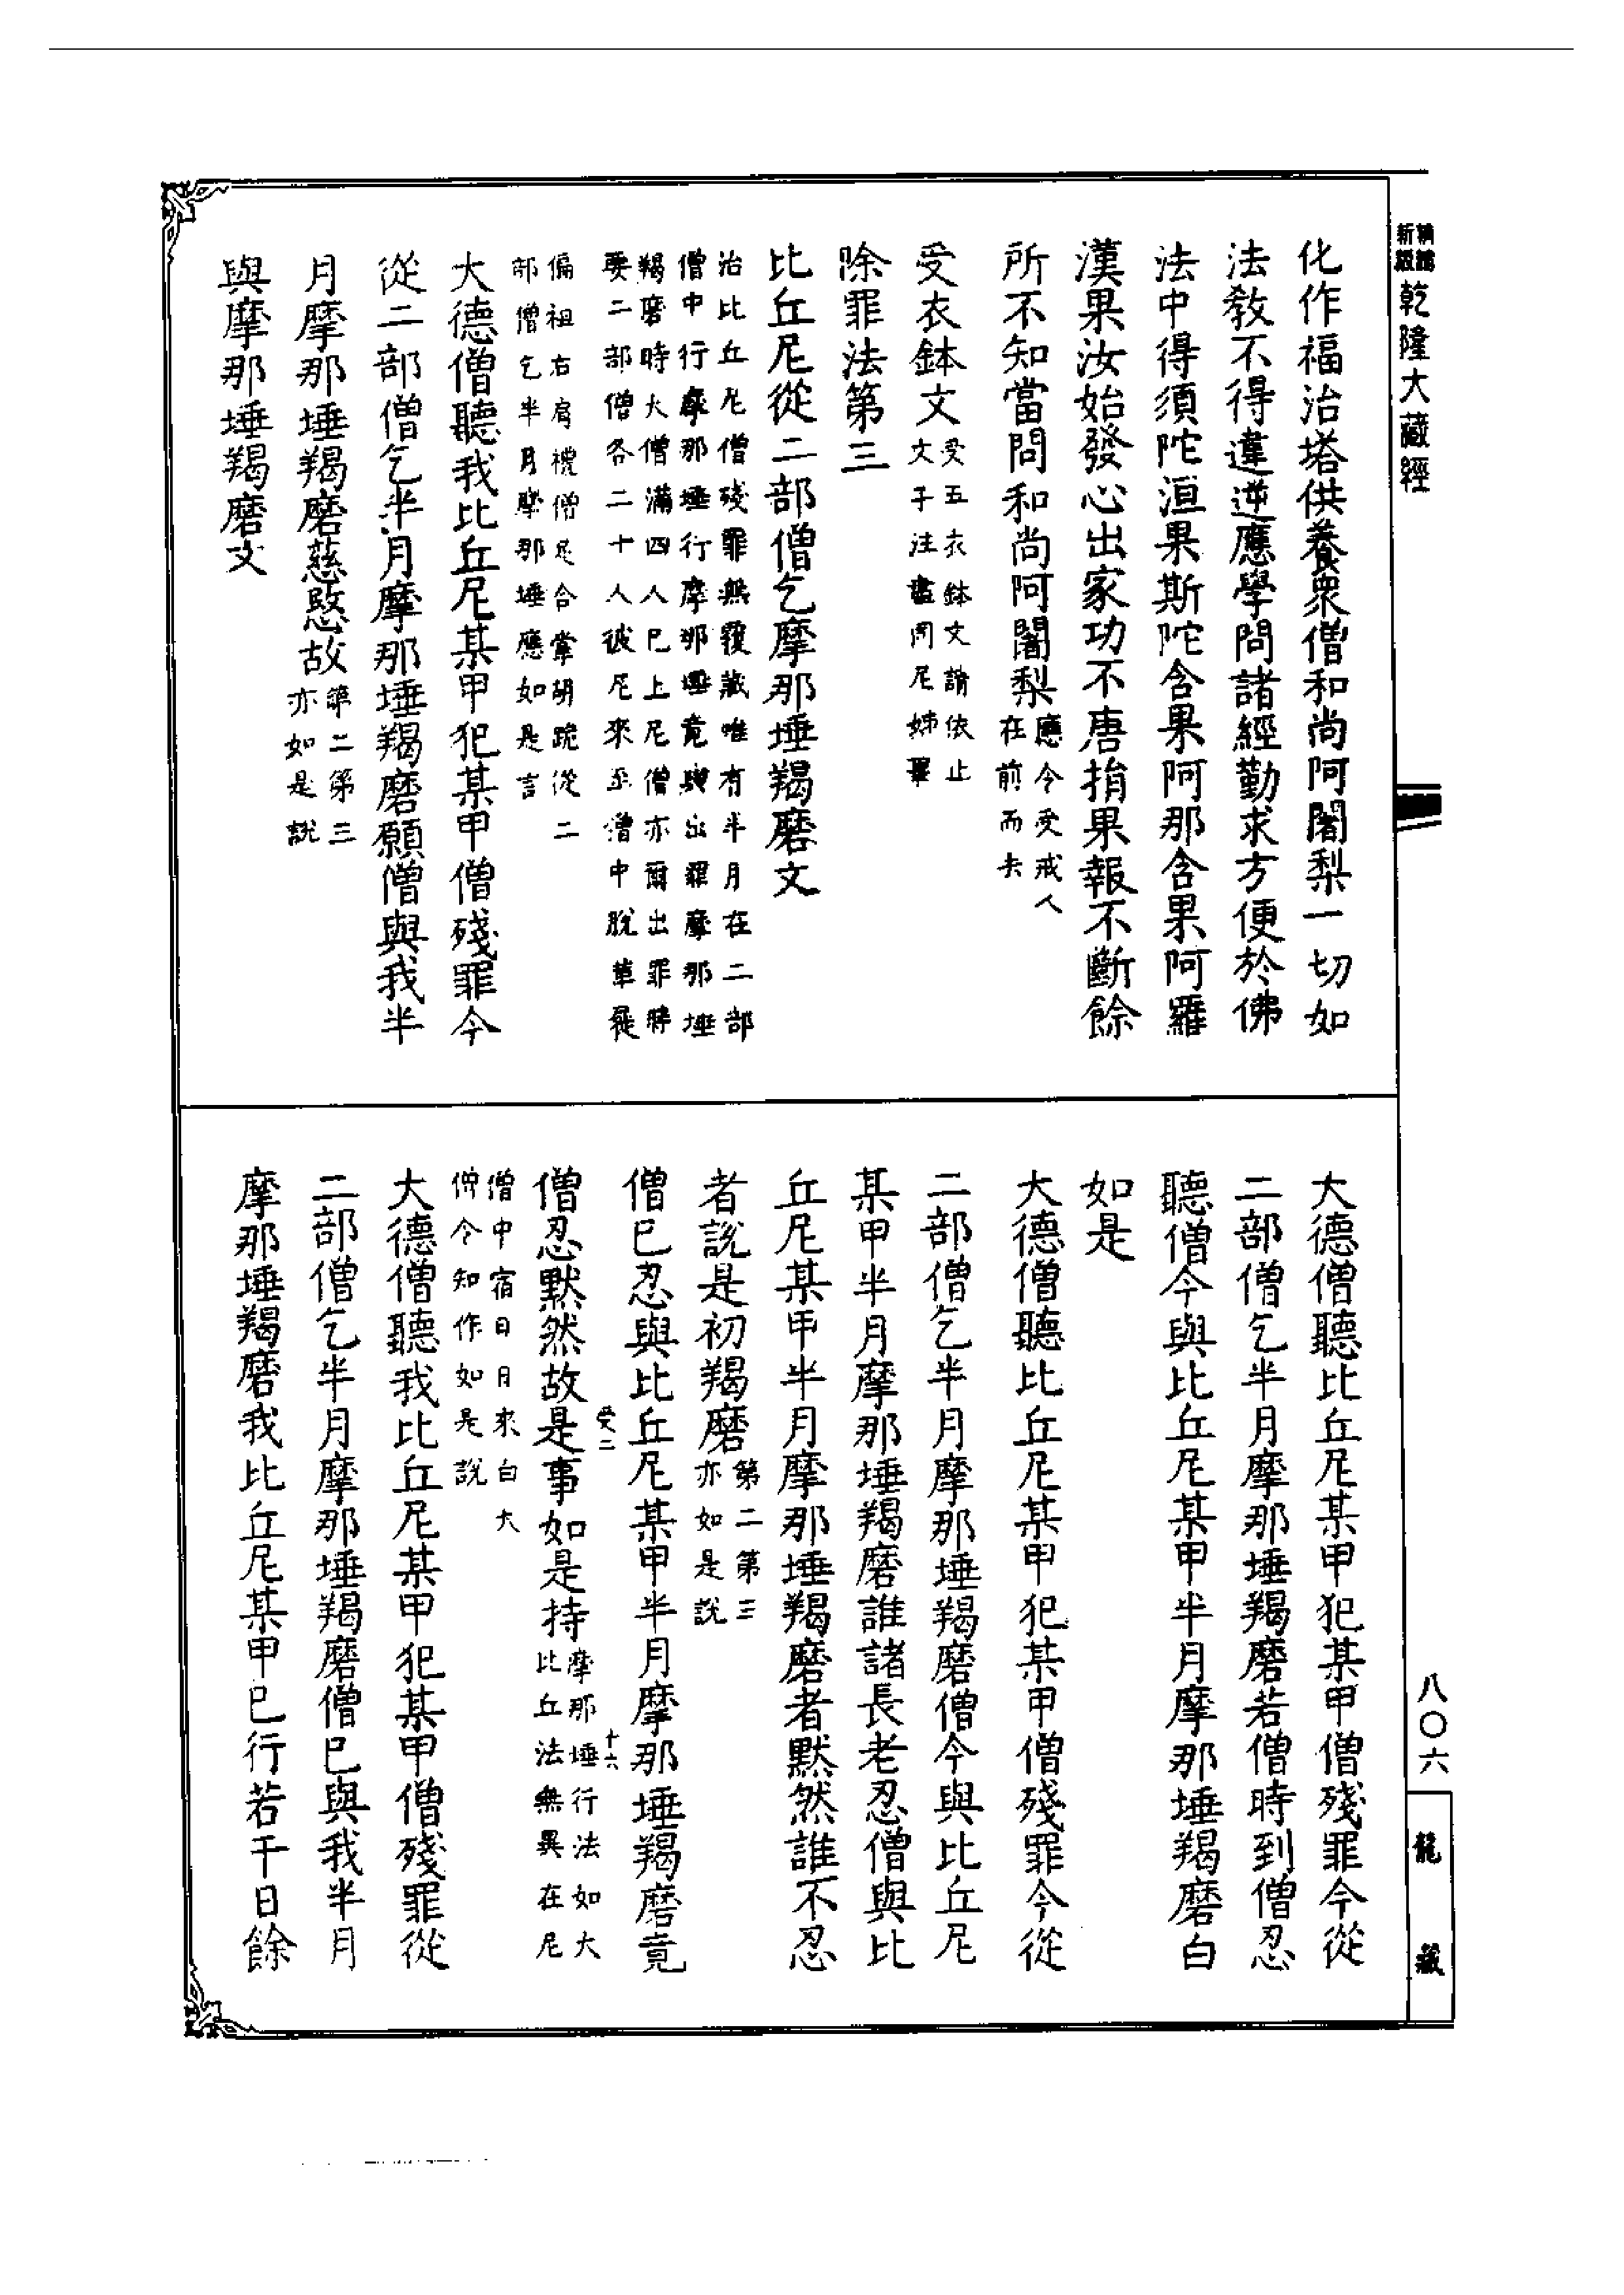 乾隆大藏經
化作福治塔供養眾僧和尚阿闍梨一切如
法教不得違逆應學問諸經勤求方便於佛
法中得須陀洹果斯陀含果阿那含果阿羅
漢果汝始發心出家功不唐捐果報不斷餘
所不知當問和尚阿闍梨應今受戒人
在前而去
受衣鉢文受五衣鉢文請依止
文子注盡同尼姊畢
除罪法第三
比丘尼從二部僧乞摩那埵羯磨文
治比丘尼僧殘罪無覆藏唯有半月在二部
僧中行摩那埵行摩那埵竟與出罪摩那埵
羯磨時大僧滿四人已上尼僧亦爾出罪時
要二部僧各二十人彼尼來至僧中脫革屣
偏袒右肩禮僧足合掌胡跪從二
部僧乞半月摩那埵應如是言
大德僧聽我比丘尼某甲犯某甲僧殘罪今
從二部僧乞半月摩那埵羯磨願僧與我半
月摩那埵羯磨慈愍故第二第三
亦如是說
與摩那埵羯磨文
大德僧聽比丘尼某甲犯某甲僧殘罪今從
二部僧乞半月摩那埵羯磨若僧時到僧忍
聽僧今與比丘尼某甲半月摩那埵羯磨白
如是
大德僧聽比丘尼某甲犯某甲僧殘罪今從
二部僧乞半月摩那埵羯磨僧今與比丘尼
某甲半月摩那埵羯磨誰諸長老忍僧與比
丘尼某甲半月摩那埵羯磨者默然誰不忍
者說是初羯磨第二第三
亦如是說
僧已忍與比丘尼某甲半月摩那埵羯磨竟
受二
十六
僧忍默然故是事如是持摩那埵行法如大
比丘法無異在尼
僧中宿日日來白大
僧令知作如是說
大德僧聽我比丘尼某甲犯某甲僧殘罪從
二部僧乞半月摩那埵羯磨僧已與我半月
摩那埵羯磨我比丘尼某甲已行若干日餘
八〇六
龍藏